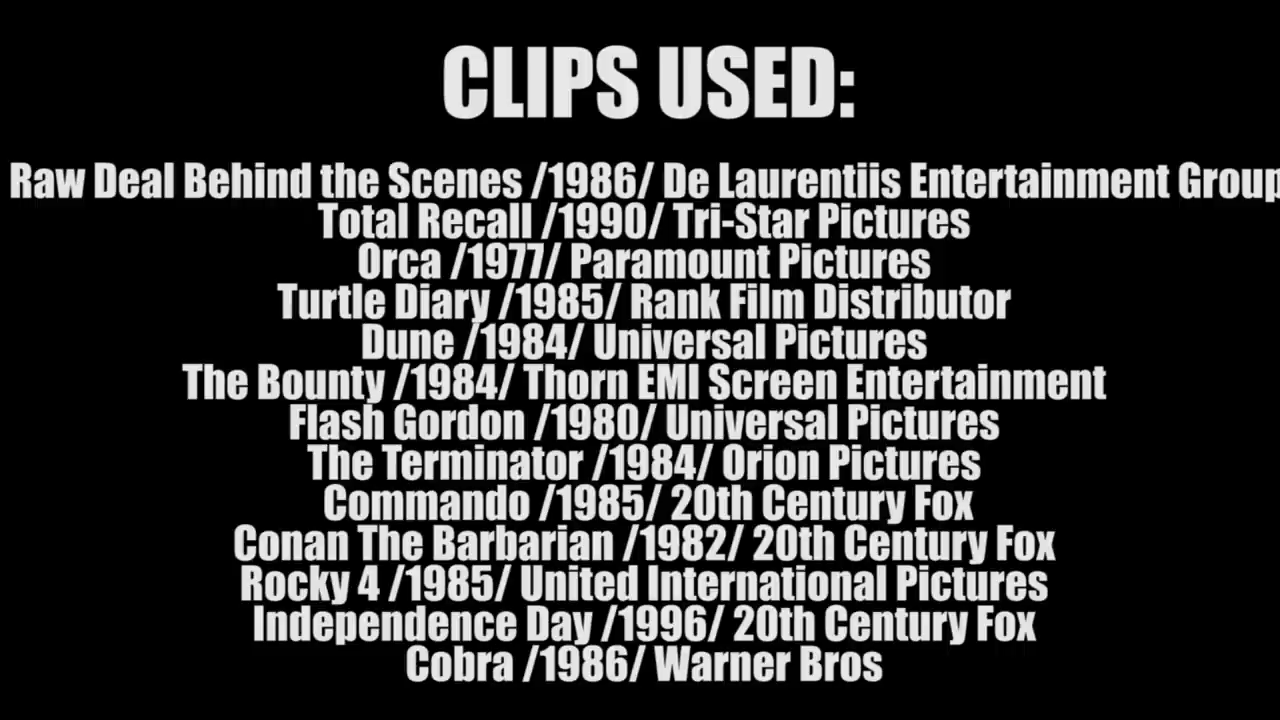 CLIPS USED:
Raw Deal Behind the Scenes /1986/ De Laurentiis Entertainment Group
Total Recall /1990/ Tri-Star Pictures
Orca /1977/ Paramount Pictures
Turtle Diary /1985/ Rank Film Distributor
Dune /1984/ Universal Pictures
The Bounty /1984/ Thorn EMI Screen Entertainment
Flash Gordon /1980/ Universal Pictures
The Terminator /1984/ Orion Pictures
Commando /1985/ 20th Century Fox
Conan The Barbarian /1982/ 20th Century Fox
Rocky 4 /1985/ United International Pictures
Independence Day /1996/ 20th Century Fox
Cobra /1986/ Warner Bros